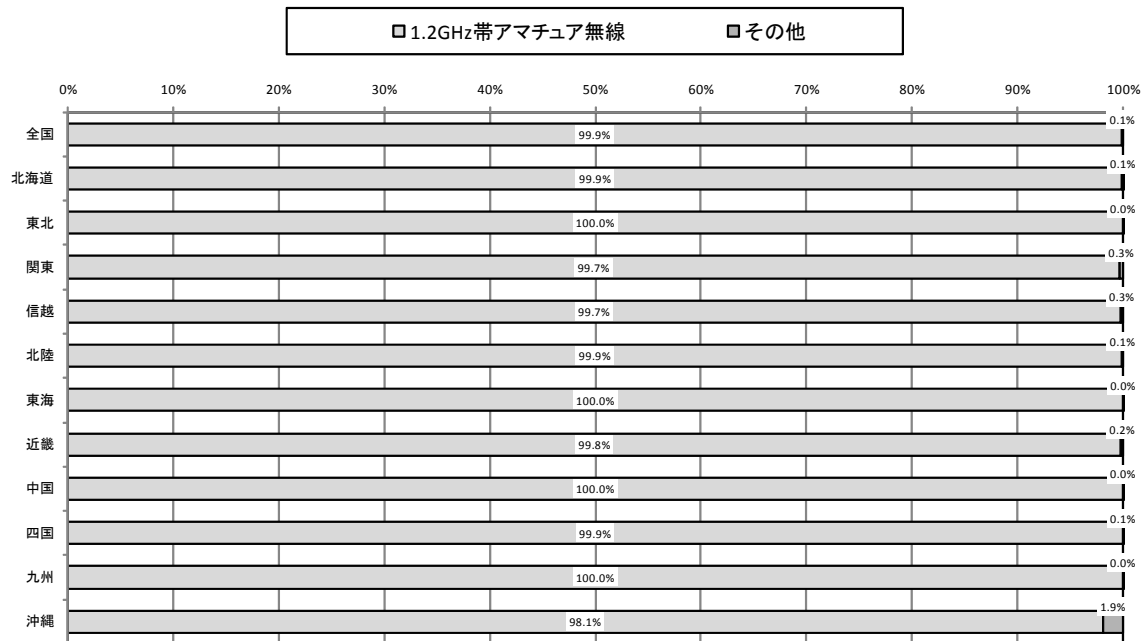 1.2GHz帯アマチュア無線 その他
0% 10% 20% 30% 40% 50% 60% 70% 80% 90% 100%
全国 99.9% 0.1%
北海道 99.9% 0.1%
東北 100.0% 0.0%
関東 99.7% 0.3%
信越 99.7% 0.3%
北陸 99.9% 0.1%
東海 100.0% 0.0%
近畿 99.8% 0.2%
中国 100.0% 0.0%
四国 99.9% 0.1%
九州 100.0% 0.0%
沖縄 98.1% 1.9%